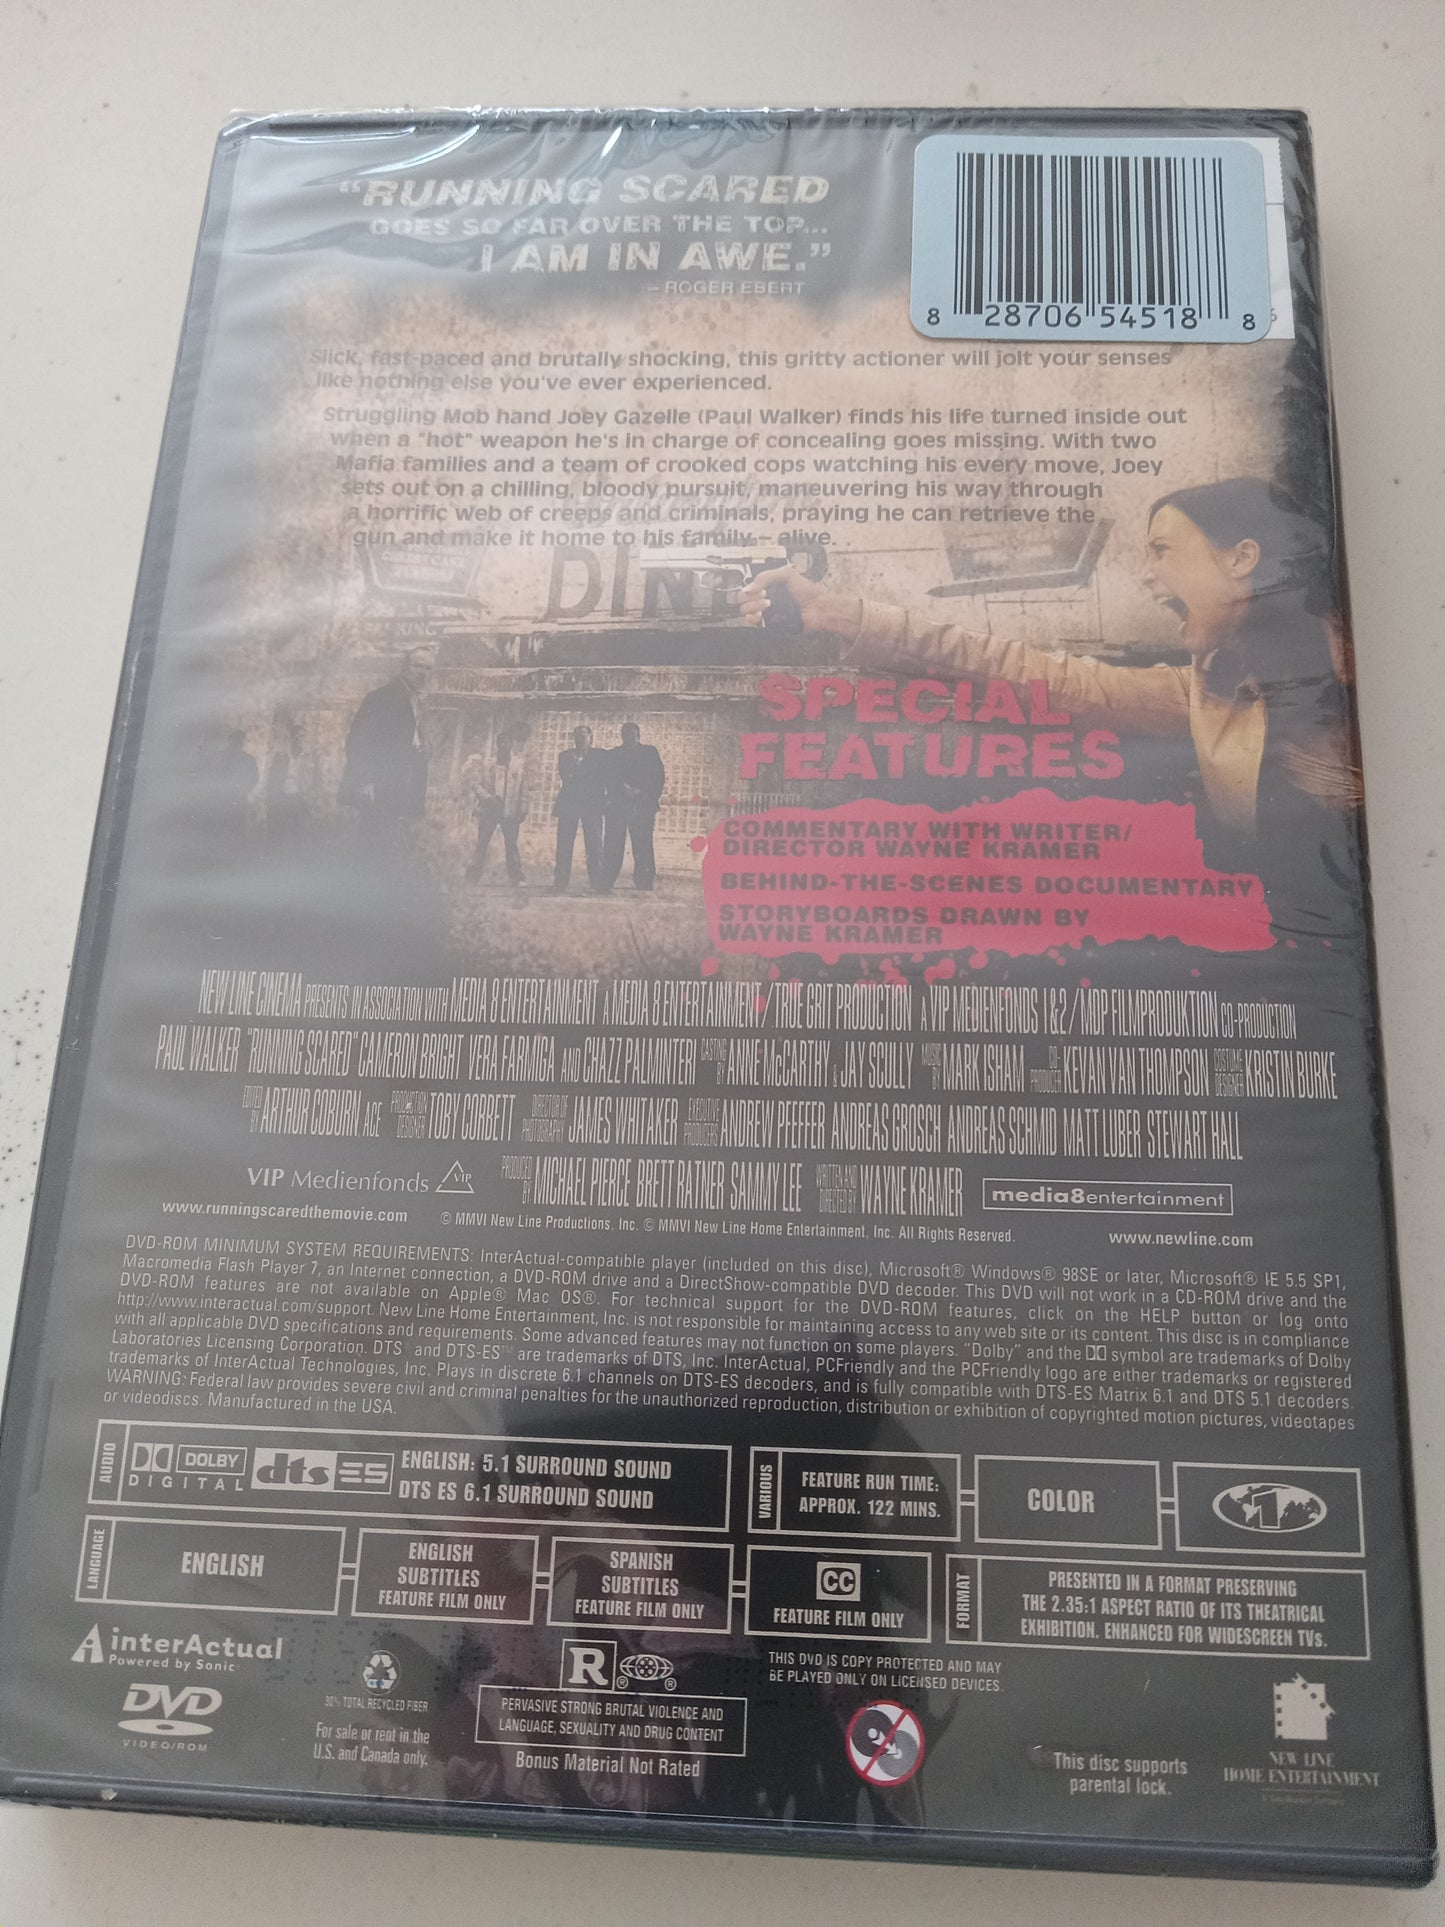 "RUNNING SCARED
GOES SO FAR OVER THE TOP...
I AM IN AWE."
– ROGER EBERT
8 28706 54518 8
6
Slick, fast-paced and brutally shocking, this gritty actioner will jolt your senses
like nothing else you've ever experienced.
Struggling Mob hand Joey Gazelle (Paul Walker) finds his life turned inside out
when a "hot" weapon he's in charge of concealing goes missing. With two
Mafia families and a team of crooked cops watching his every move, Joey
sets out on a chilling, bloody pursuit, maneuvering his way through
a horrific web of creeps and criminals, praying he can retrieve the
gun and make it home to his family – alive.
DINE
SPECIAL
FEATURES
COMMENTARY WITH WRITER/
DIRECTOR WAYNE KRAMER
BEHIND-THE-SCENES DOCUMENTARY
STORYBOARDS DRAWN BY
WAYNE KRAMER
NEW LINE CINEMA PRESENTS IN ASSOCIATION WITH MEDIA 8 ENTERTAINMENT A MEDIA 8 ENTERTAINMENT / TRUE GRIT PRODUCTION A VIP MEDIENFONDS 1&2 / MDP FILMPRODUKTION CO-PRODUCTION
PAUL WALKER "RUNNING SCARED" CAMERON BRIGHT VERA FARMIGA AND CHAZZ PALMINTERI CASTING BY ANNE McCARTHY & JAY SCULLY MUSIC BY MARK ISHAM CO-PRODUCER KEVAN VAN THOMPSON COSTUME DESIGNER KRISTIN BURKE
EDITED BY ARTHUR COBURN, ACE PRODUCTION DESIGNER TOBY CORBETT DIRECTOR OF PHOTOGRAPHY JAMES WHITAKER EXECUTIVE PRODUCERS ANDREW PFEFFER ANDREAS GROSCH ANDREAS SCHMID MATT LUBER STEWART HALL
VIP Medienfonds VIP PRODUCED BY MICHAEL PIERCE BRETT RATNER SAMMY LEE WRITTEN AND DIRECTED BY WAYNE KRAMER media8entertainment
www.runningscaredthemovie.com © MMVI New Line Productions, Inc. © MMVI New Line Home Entertainment, Inc. All Rights Reserved. www.newline.com
DVD-ROM MINIMUM SYSTEM REQUIREMENTS: InterActual-compatible player (included on this disc), Microsoft® Windows® 98SE or later, Microsoft® IE 5.5 SP1,
Macromedia Flash Player 7, an Internet connection, a DVD-ROM drive and a DirectShow-compatible DVD decoder. This DVD will not work in a CD-ROM drive and the
DVD-ROM features are not available on Apple® Mac OS®. For technical support for the DVD-ROM features, click on the HELP button or log onto
http://www.interactual.com/support. New Line Home Entertainment, Inc. is not responsible for maintaining access to any web site or its content. This disc is in compliance
with all applicable DVD specifications and requirements. Some advanced features may not function on some players. "Dolby" and the DD symbol are trademarks of Dolby
Laboratories Licensing Corporation. DTS™ and DTS-ES™ are trademarks of DTS, Inc. InterActual, PCFriendly and the PCFriendly logo are either trademarks or registered
trademarks of InterActual Technologies, Inc. Plays in discrete 6.1 channels on DTS-ES decoders, and is fully compatible with DTS-ES Matrix 6.1 and DTS 5.1 decoders.
WARNING: Federal law provides severe civil and criminal penalties for the unauthorized reproduction, distribution or exhibition of copyrighted motion pictures, videotapes
or videodiscs. Manufactured in the USA.
AUDIO
DOLBY
DIGITAL
dts ES
ENGLISH: 5.1 SURROUND SOUND
DTS ES 6.1 SURROUND SOUND
VARIOUS
FEATURE RUN TIME:
APPROX. 122 MINS.
COLOR
1
LANGUAGE
ENGLISH
ENGLISH
SUBTITLES
FEATURE FILM ONLY
SPANISH
SUBTITLES
FEATURE FILM ONLY
CC
FEATURE FILM ONLY
FORMAT
PRESENTED IN A FORMAT PRESERVING
THE 2.35:1 ASPECT RATIO OF ITS THEATRICAL
EXHIBITION. ENHANCED FOR WIDESCREEN TVs.
interActual
Powered by Sonic
DVD
VIDEO/ROM
30% TOTAL RECYCLED FIBER
For sale or rent in the
U.S. and Canada only.
R ® ®
PERVASIVE STRONG BRUTAL VIOLENCE AND
LANGUAGE, SEXUALITY AND DRUG CONTENT
Bonus Material Not Rated
THIS DVD IS COPY PROTECTED AND MAY
BE PLAYED ONLY ON LICENSED DEVICES.
This disc supports
parental lock.
NEW LINE
HOME ENTERTAINMENT